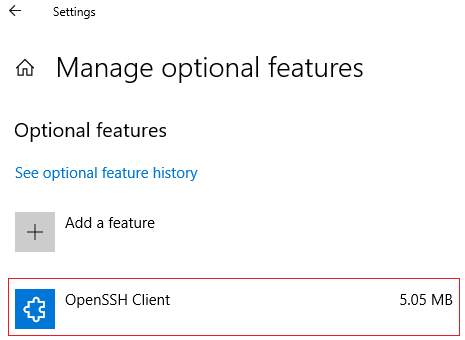 Settings
Manage optional features
Optional features
See optional feature history
Add a feature
OpenSSH Client 5.05 MB